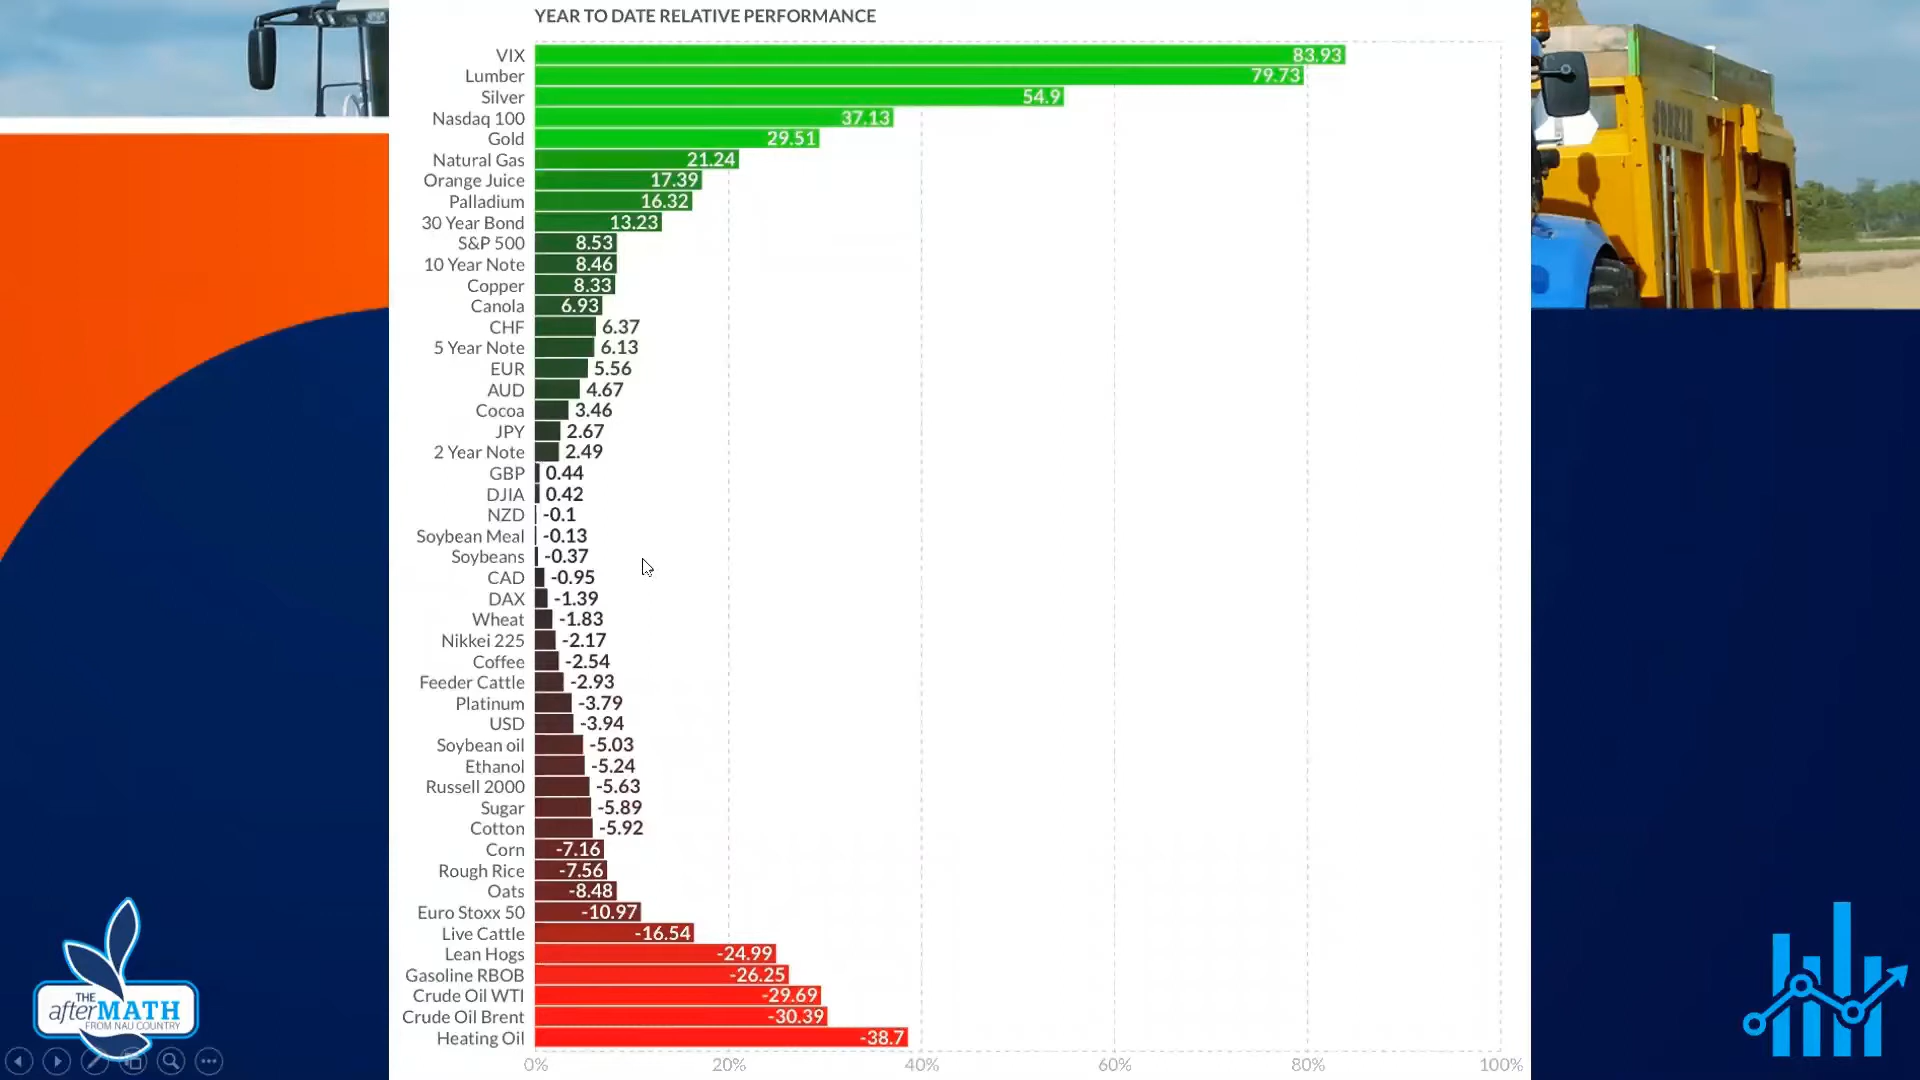 YEAR TO DATE RELATIVE PERFORMANCE
VIX 83.93
Lumber 79.73
Silver 54.9
Nasdaq 100 37.13
Gold 29.51
Natural Gas 21.24
Orange Juice 17.39
Palladium 16.32
30 Year Bond 13.23
S&P 500 8.53
10 Year Note 8.46
Copper 8.33
Canola 6.93
CHF 6.37
5 Year Note 6.13
EUR 5.56
AUD 4.67
Cocoa 3.46
JPY 2.67
2 Year Note 2.49
GBP 0.44
DJIA 0.42
NZD -0.1
Soybean Meal -0.13
Soybeans -0.37
CAD -0.95
DAX -1.39
Wheat -1.83
Nikkei 225 -2.17
Coffee -2.54
Feeder Cattle -2.93
Platinum -3.79
USD -3.94
Soybean oil -5.03
Ethanol -5.24
Russell 2000 -5.63
Sugar -5.89
Cotton -5.92
Corn -7.16
Rough Rice -7.56
Oats -8.48
Euro Stoxx 50 -10.97
Live Cattle -16.54
Lean Hogs -24.99
Gasoline RBOB -26.25
Crude Oil WTI -29.69
Crude Oil Brent -30.39
Heating Oil -38.7
0% 20% 40% 60% 80% 100%
THE
afterMATH
FROM NAU COUNTRY